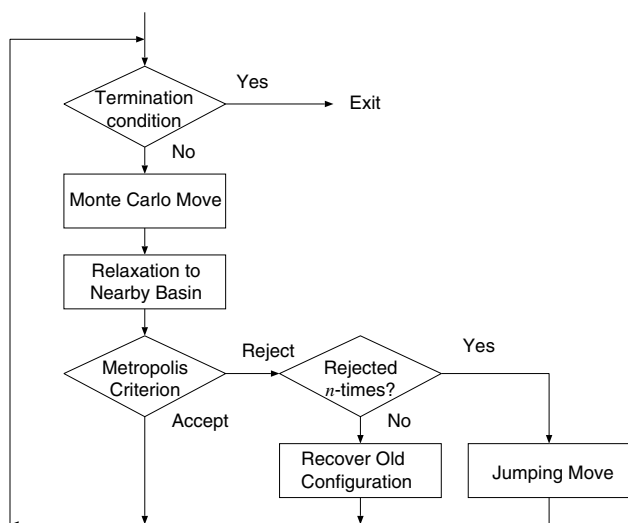 Yes
Termination
condition
Exit
No
Monte Carlo Move
Relaxation to
Nearby Basin
Metropolis
Criterion
Reject
Rejected
n-times?
Yes
Accept
No
Recover Old
Configuration
Jumping Move